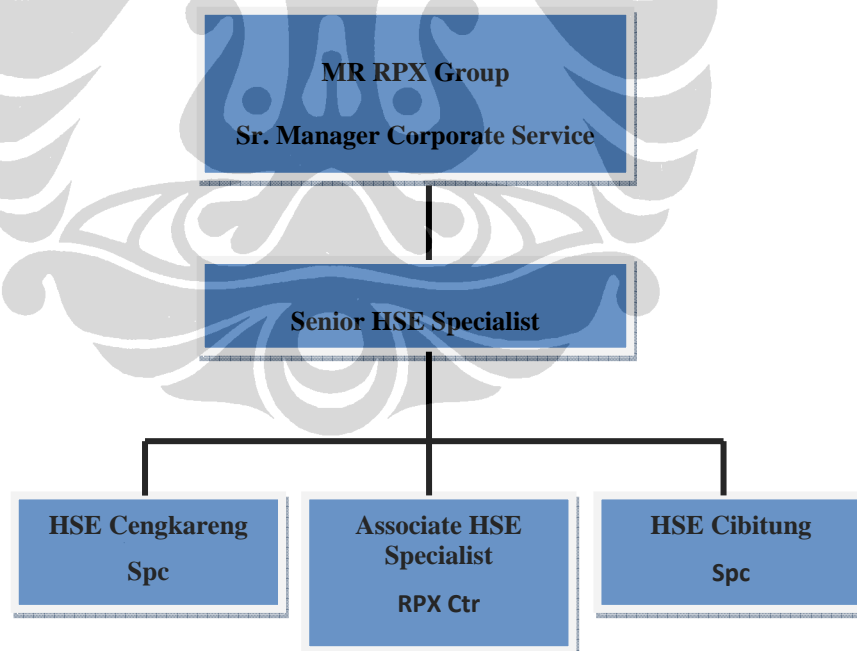 MR RPX Group
Sr. Manager Corporate Service
Senior HSE Specialist
HSE Cengkareng
Spc
Associate HSE
Specialist
RPX Ctr
HSE Cibitung
Spc